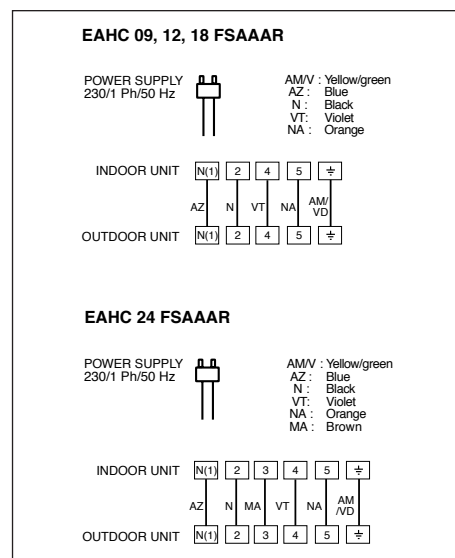 EAHC 09, 12, 18 FSAAAR
POWER SUPPLY
230/1 Ph/50 Hz
AM/V : Yellow/green
AZ : Blue
N : Black
VT: Violet
NA : Orange
INDOOR UNIT N(1) 2 4 5 ⏚
AZ N VT NA AM/
VD
OUTDOOR UNIT N(1) 2 4 5 ⏚
EAHC 24 FSAAAR
POWER SUPPLY
230/1 Ph/50 Hz
AM/V : Yellow/green
AZ : Blue
N : Black
VT: Violet
NA : Orange
MA : Brown
INDOOR UNIT N(1) 2 3 4 5 ⏚
AZ N MA VT NA AM
/VD
OUTDOOR UNIT N(1) 2 3 4 5 ⏚